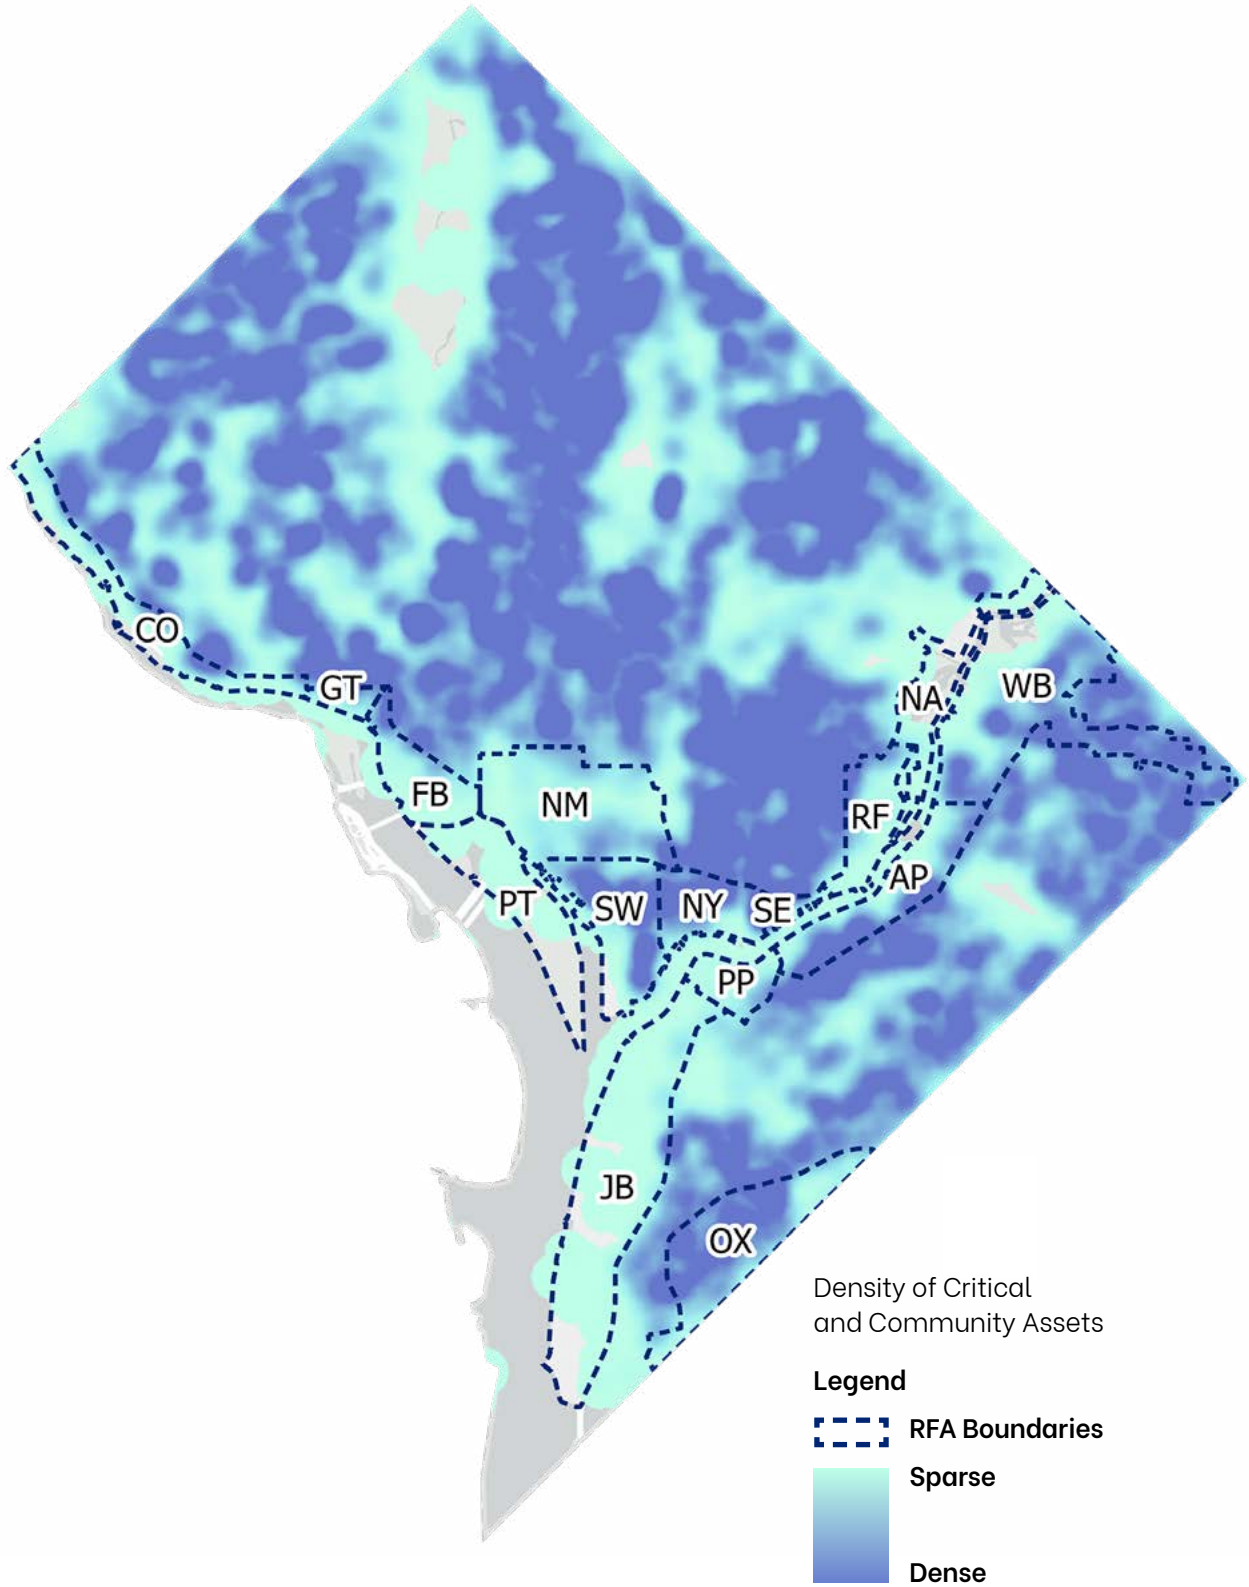 CO
GT
NA
WB
FB
NM
RF
AP
PT
SW
NY
SE
PP
JB
OX
Density of Critical
and Community Assets
Legend
RFA Boundaries
Sparse
Dense